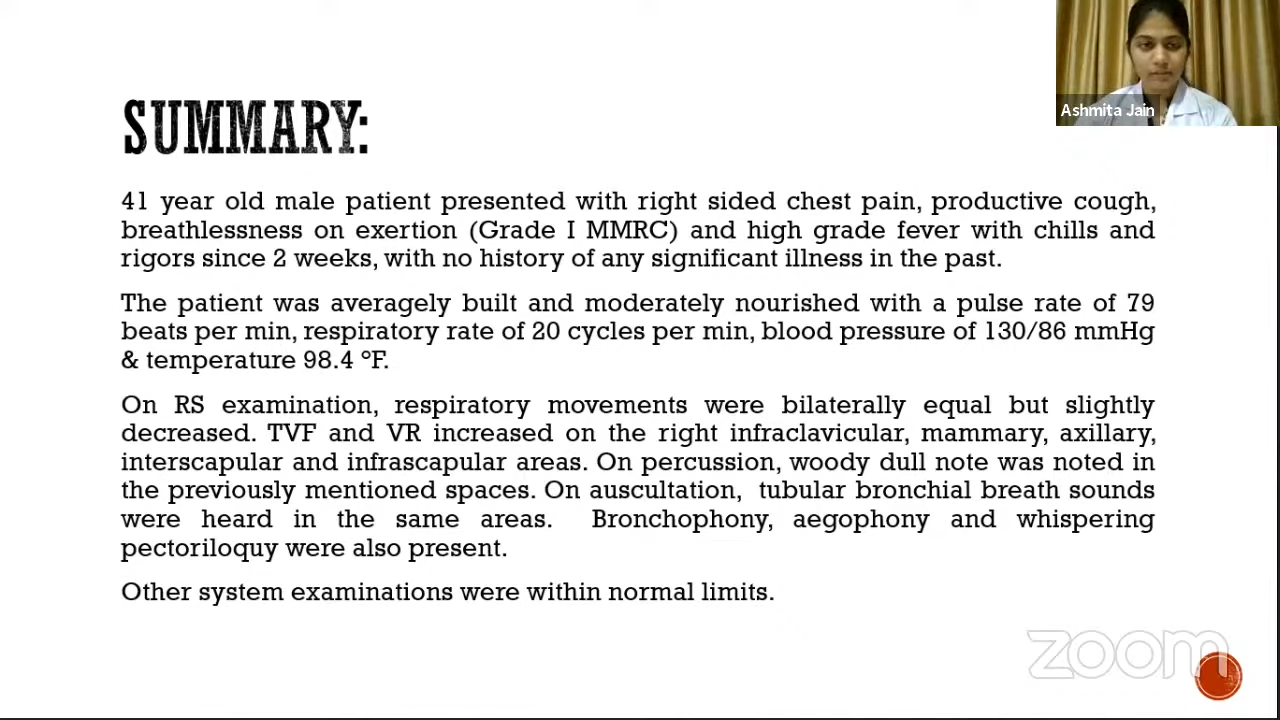 Ashmita Jain
SUMMARY:
41 year old male patient presented with right sided chest pain, productive cough,
breathlessness on exertion (Grade I MMRC) and high grade fever with chills and
rigors since 2 weeks, with no history of any significant illness in the past.
The patient was averagely built and moderately nourished with a pulse rate of 79
beats per min, respiratory rate of 20 cycles per min, blood pressure of 130/86 mmHg
& temperature 98.4 °F.
On RS examination, respiratory movements were bilaterally equal but slightly
decreased. TVF and VR increased on the right infraclavicular, mammary, axillary,
interscapular and infrascapular areas. On percussion, woody dull note was noted in
the previously mentioned spaces. On auscultation, tubular bronchial breath sounds
were heard in the same areas. Bronchophony, aegophony and whispering
pectoriloquy were also present.
Other system examinations were within normal limits.
zoom